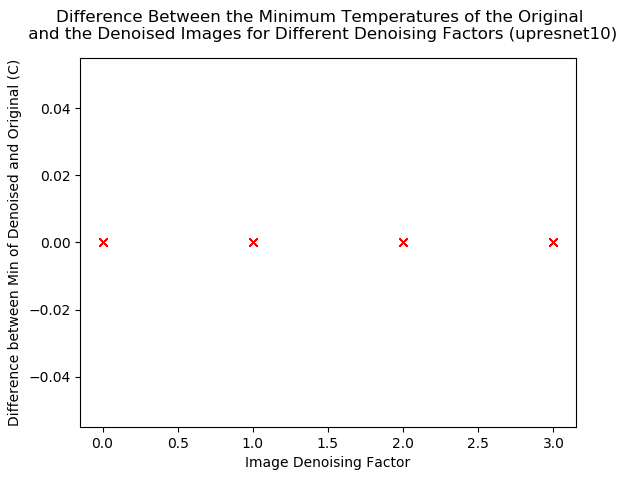 Difference Between the Minimum Temperatures of the Original
and the Denoised Images for Different Denoising Factors (upresnet10)
Difference between Min of Denoised and Original (C)
0.04
0.02
0.00
−0.02
−0.04
0.0 0.5 1.0 1.5 2.0 2.5 3.0
Image Denoising Factor